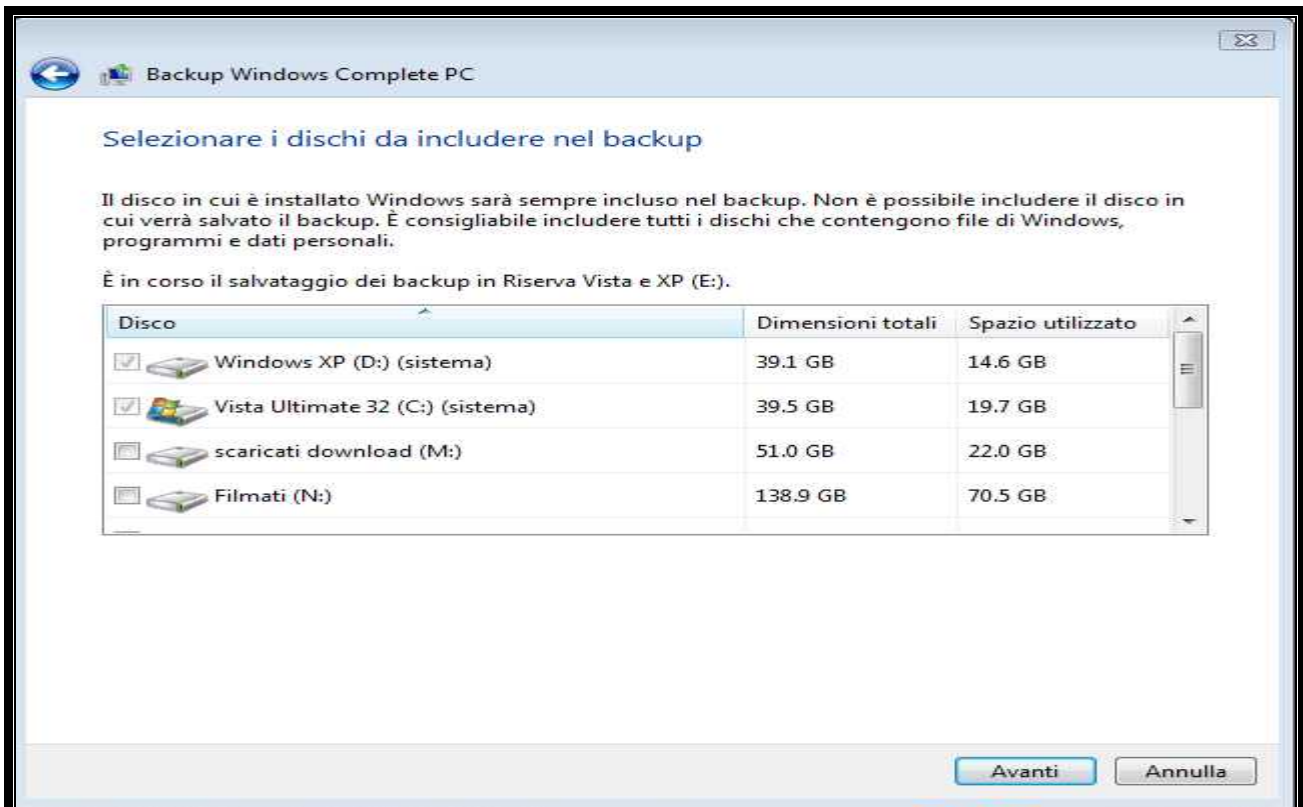 Backup Windows Complete PC
Selezionare i dischi da includere nel backup
Il disco in cui è installato Windows sarà sempre incluso nel backup. Non è possibile includere il disco in
cui verrà salvato il backup. È consigliabile includere tutti i dischi che contengono file di Windows,
programmi e dati personali.
È in corso il salvataggio dei backup in Riserva Vista e XP (E:).
Disco Dimensioni totali Spazio utilizzato
Windows XP (D:) (sistema) 39.1 GB 14.6 GB
Vista Ultimate 32 (C:) (sistema) 39.5 GB 19.7 GB
scaricati download (M:) 51.0 GB 22.0 GB
Filmati (N:) 138.9 GB 70.5 GB
Avanti Annulla